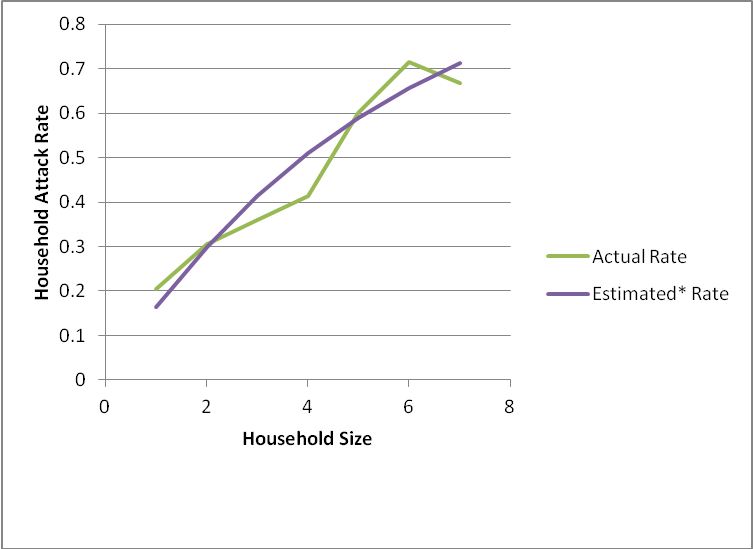 0.8
0.7
0.6
0.5
0.4
0.3
0.2
0.1
0
Household Attack Rate
0 2 4 6 8
Household Size
Actual Rate
Estimated* Rate